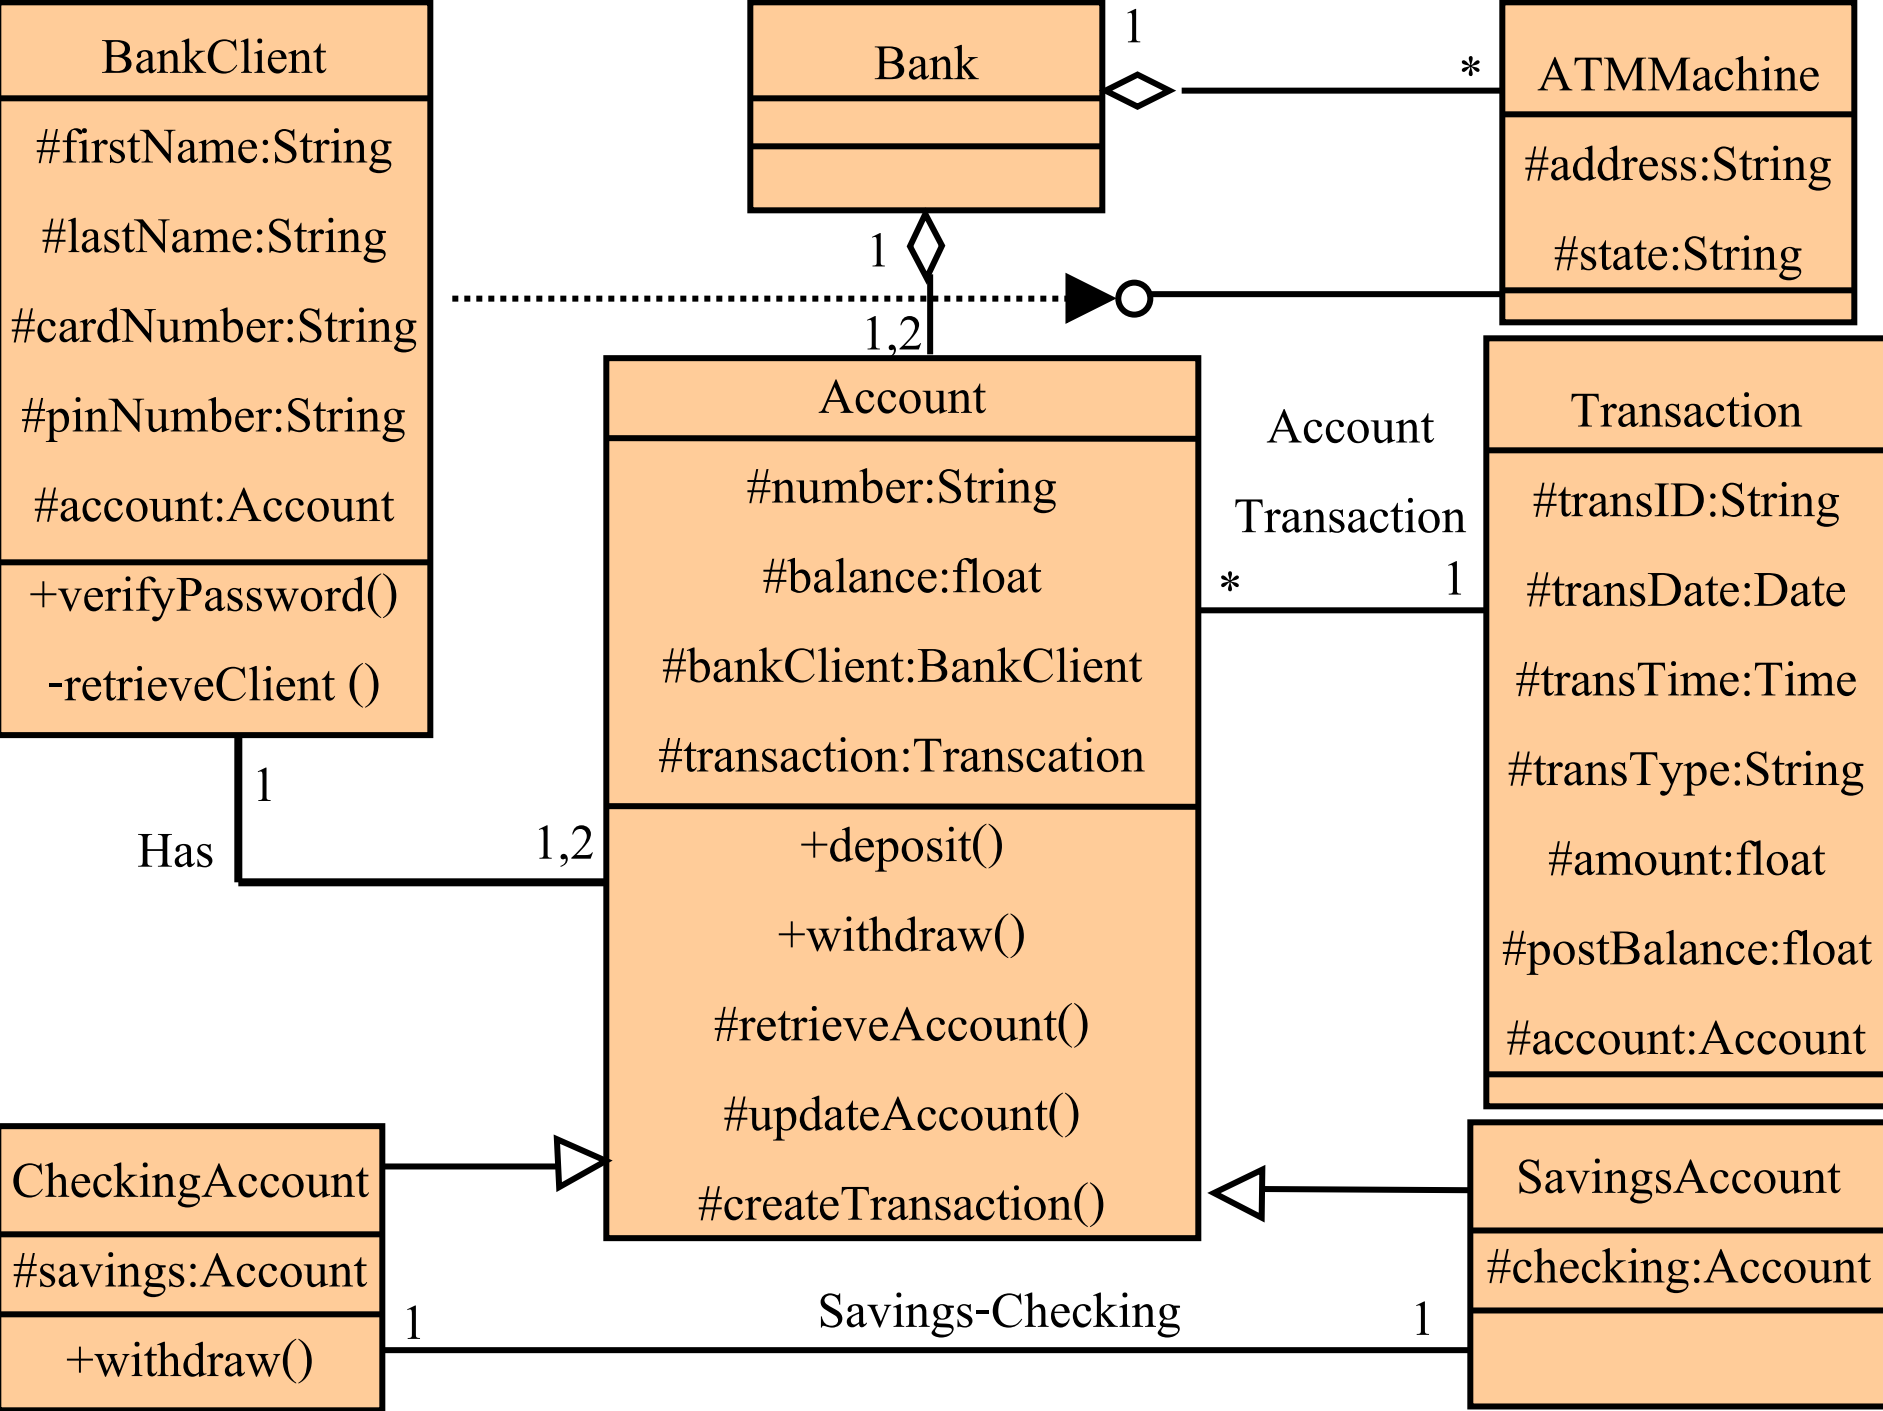 BankClient
#firstName:String
#lastName:String
#cardNumber:String
#pinNumber:String
#account:Account
+verifyPassword()
-retrieveClient ()
Bank
1
*
ATMMachine
#address:String
#state:String
1
1,2
Account
#number:String
#balance:float
#bankClient:BankClient
#transaction:Transcation
+deposit()
+withdraw()
#retrieveAccount()
#updateAccount()
#createTransaction()
Account
Transaction
*
1
Transaction
#transID:String
#transDate:Date
#transTime:Time
#transType:String
#amount:float
#postBalance:float
#account:Account
1
Has
1,2
CheckingAccount
#savings:Account
+withdraw()
1
Savings-Checking
1
SavingsAccount
#checking:Account